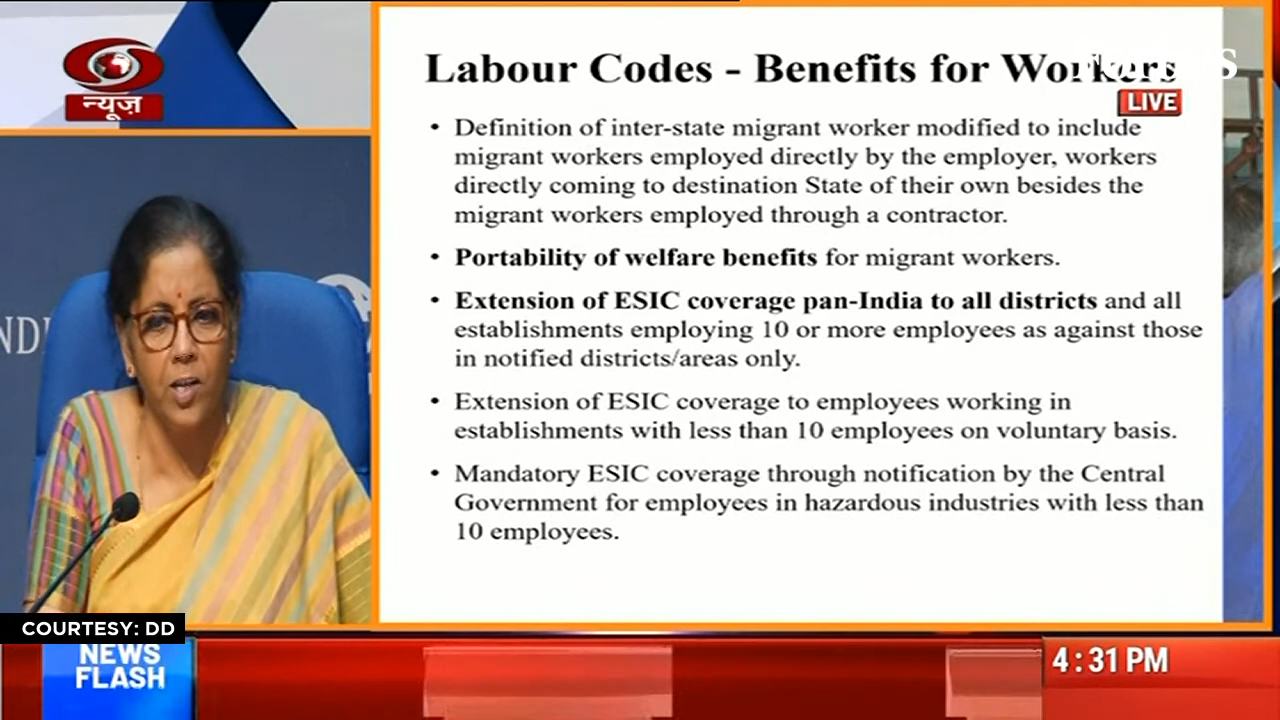 न्यूज़
Labour Codes - Benefits for Workers
LIVE
• Definition of inter-state migrant worker modified to include
migrant workers employed directly by the employer, workers
directly coming to destination State of their own besides the
migrant workers employed through a contractor.
• Portability of welfare benefits for migrant workers.
• Extension of ESIC coverage pan-India to all districts and all
establishments employing 10 or more employees as against those
in notified districts/areas only.
• Extension of ESIC coverage to employees working in
establishments with less than 10 employees on voluntary basis.
• Mandatory ESIC coverage through notification by the Central
Government for employees in hazardous industries with less than
10 employees.
COURTESY: DD
NEWS
FLASH
4:31 PM